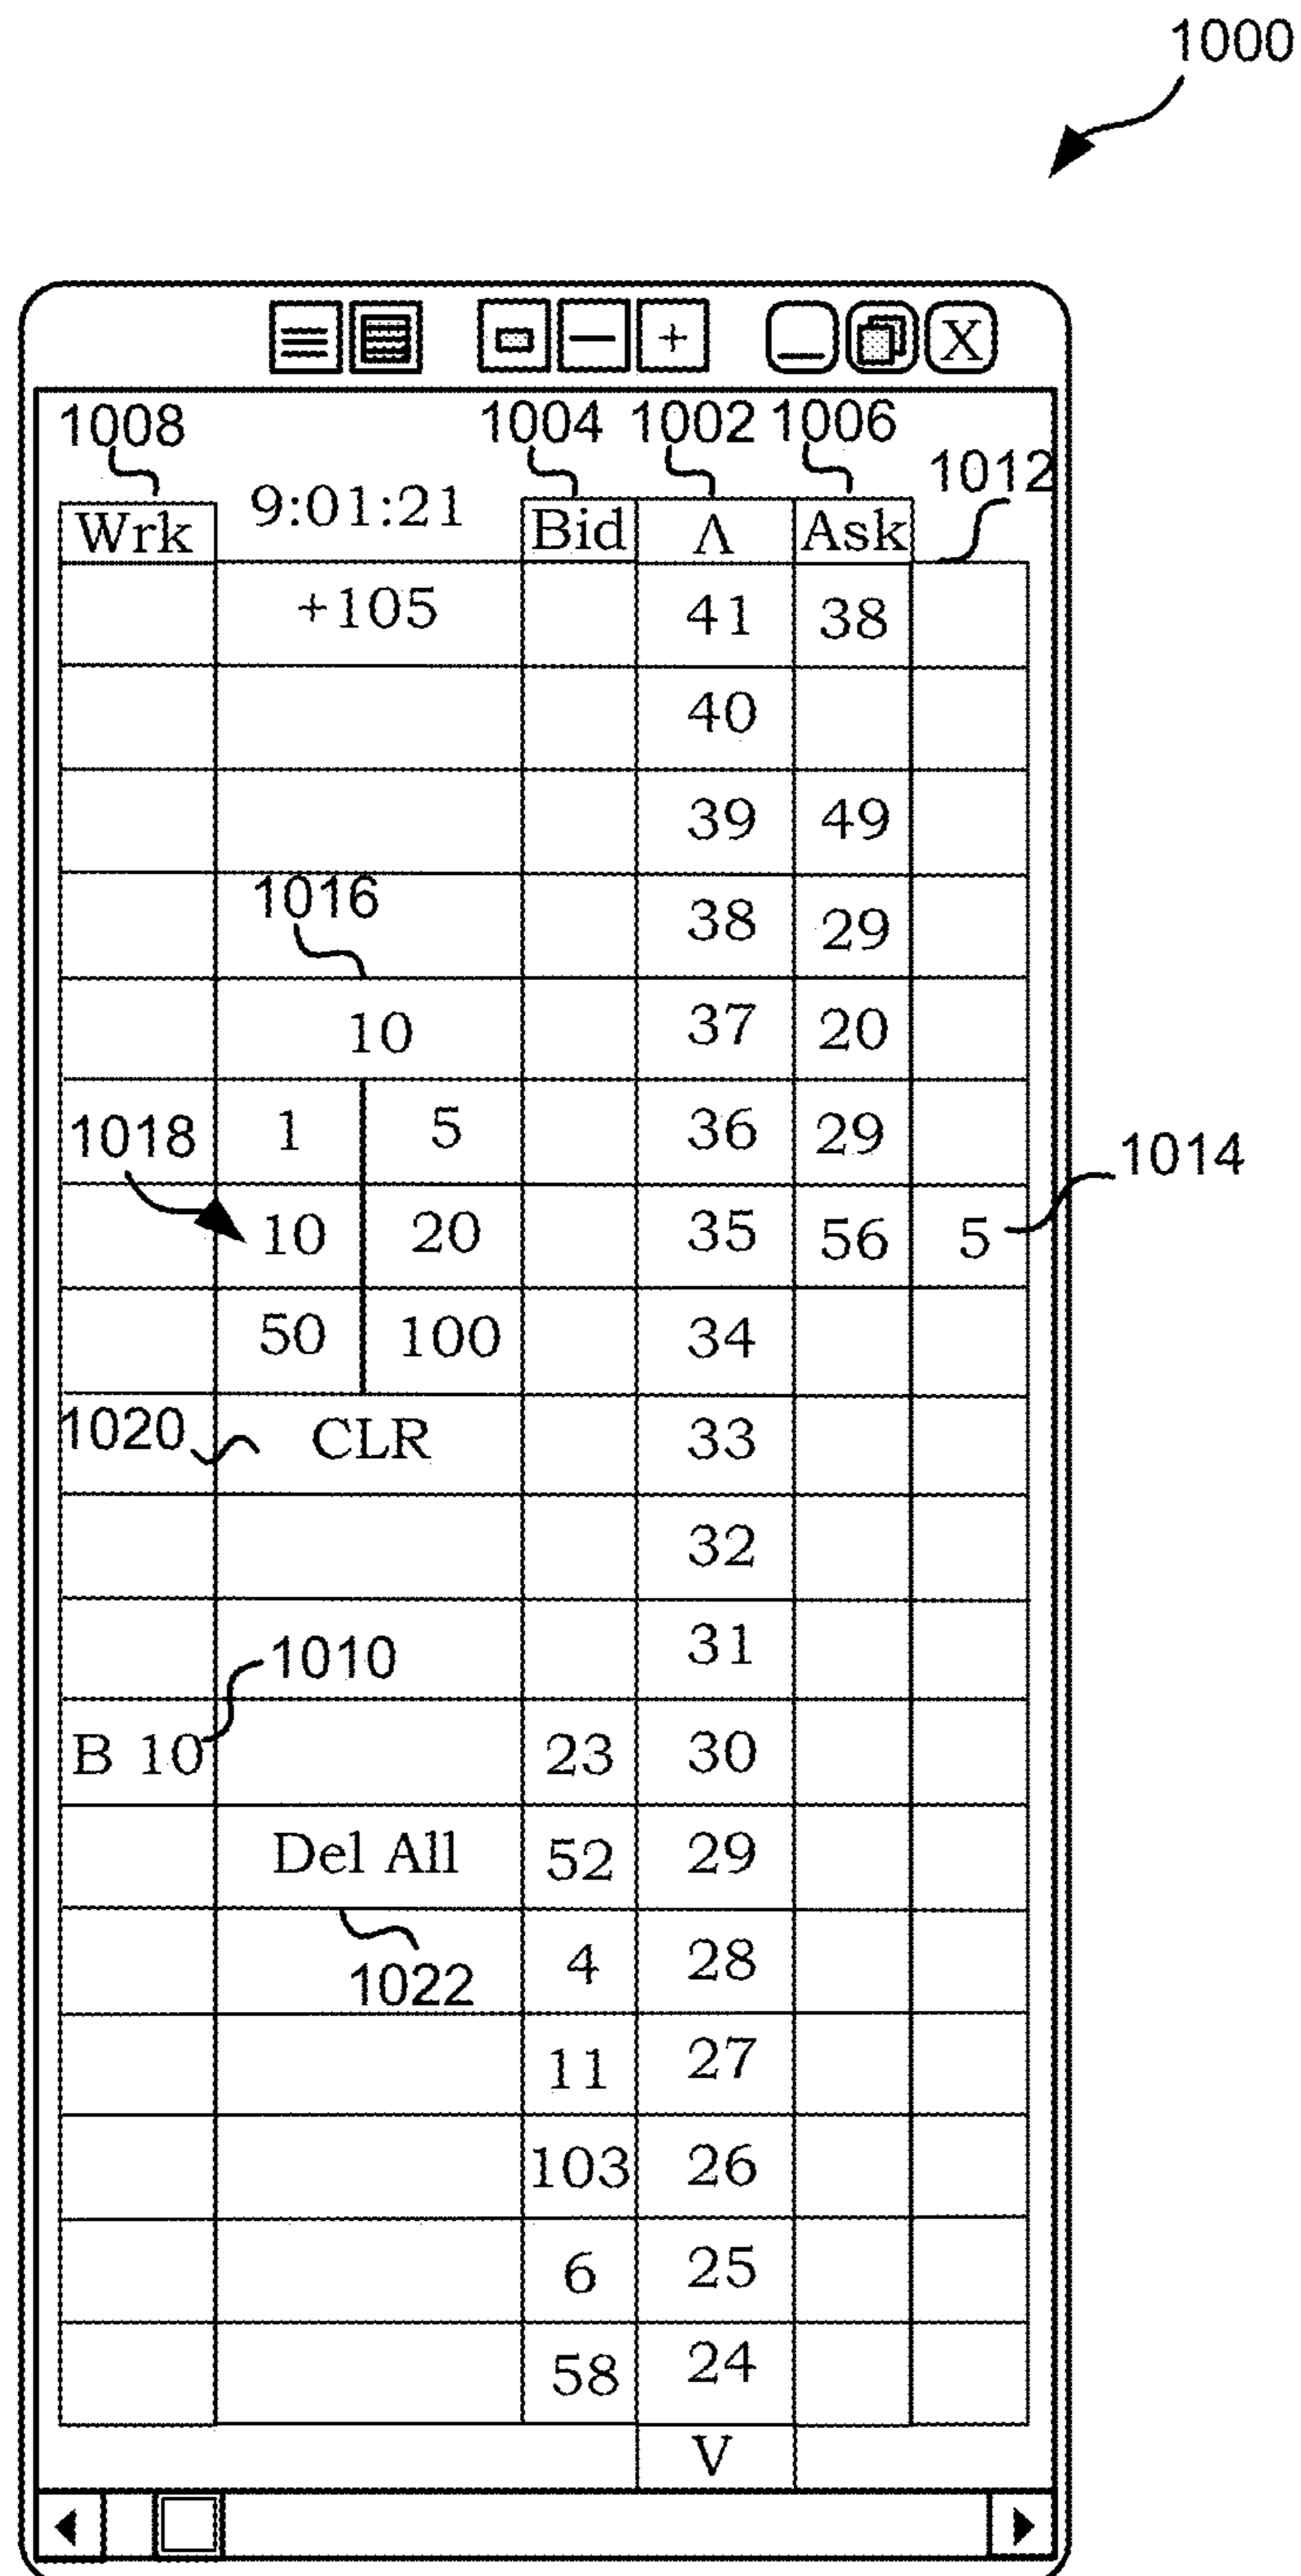 1000
+ X
1008 1004 1002 1006
1012
Wrk 9:01:21 Bid Λ Ask
+105 41 38
40
39 49
1016 38 29
10 37 20
1018 1 5 36 29 1014
10 20 35 56 5
50 100 34
1020 CLR 33
32
1010 31
B 10 23 30
Del All 52 29
1022 4 28
11 27
103 26
6 25
58 24
V